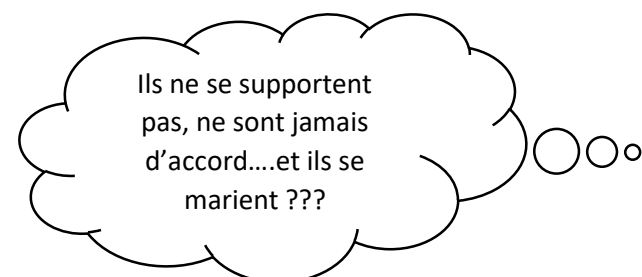 Ils ne se supportent
pas, ne sont jamais
d’accord….et ils se
marient ???